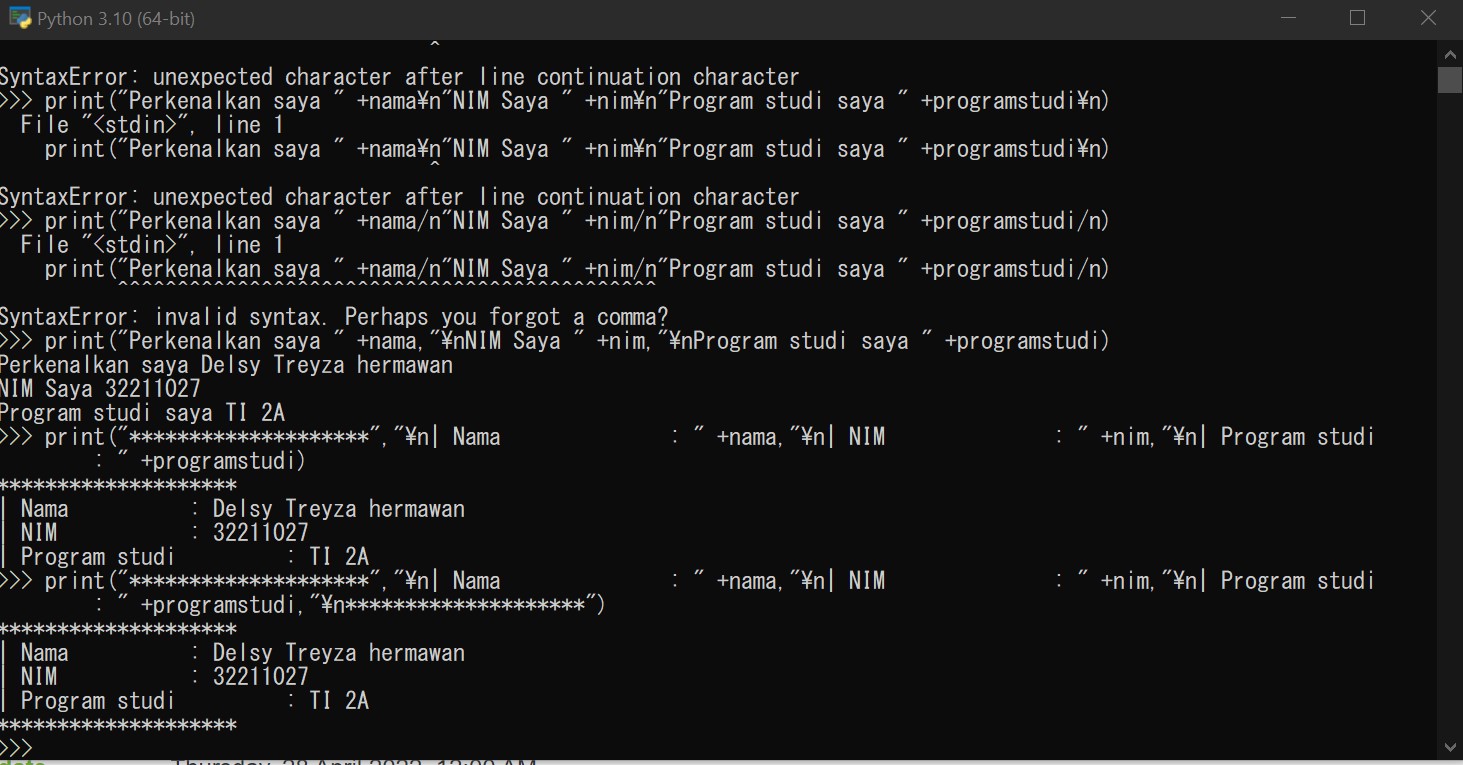 Python 3.10 (64-bit)
^
SyntaxError: unexpected character after line continuation character
>>> print("Perkenalkan saya " +nama¥n"NIM Saya " +nim¥n"Program studi saya " +programstudi¥n)
  File "<stdin>", line 1
    print("Perkenalkan saya " +nama¥n"NIM Saya " +nim¥n"Program studi saya " +programstudi¥n)
                                    ^
SyntaxError: unexpected character after line continuation character
>>> print("Perkenalkan saya " +nama/n"NIM Saya " +nim/n"Program studi saya " +programstudi/n)
  File "<stdin>", line 1
    print("Perkenalkan saya " +nama/n"NIM Saya " +nim/n"Program studi saya " +programstudi/n)
          ^^^^^^^^^^^^^^^^^^^^^^^^^^^^^^^^^^^^^^^^^^^^^
SyntaxError: invalid syntax. Perhaps you forgot a comma?
>>> print("Perkenalkan saya " +nama,"¥nNIM Saya " +nim,"¥nProgram studi saya " +programstudi)
Perkenalkan saya Delsy Treyza hermawan
NIM Saya 32211027
Program studi saya TI 2A
>>> print("********************","¥n| Nama              : " +nama,"¥n| NIM              : " +nim,"¥n| Program studi
        : " +programstudi)
********************
| Nama          : Delsy Treyza hermawan
| NIM           : 32211027
| Program studi         : TI 2A
>>> print("********************","¥n| Nama              : " +nama,"¥n| NIM              : " +nim,"¥n| Program studi
        : " +programstudi,"¥n********************")
********************
| Nama          : Delsy Treyza hermawan
| NIM           : 32211027
| Program studi         : TI 2A
********************
>>>